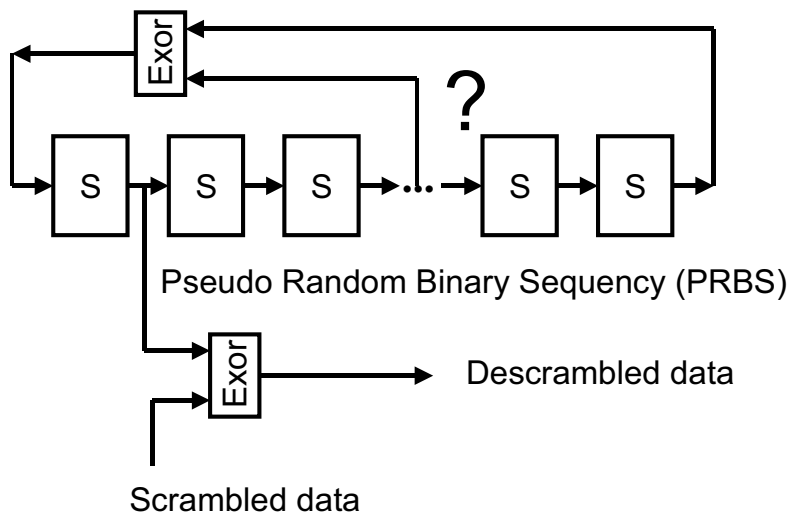 Exor
?
S S S ... S S
Pseudo Random Binary Sequency (PRBS)
Exor
Descrambled data
Scrambled data